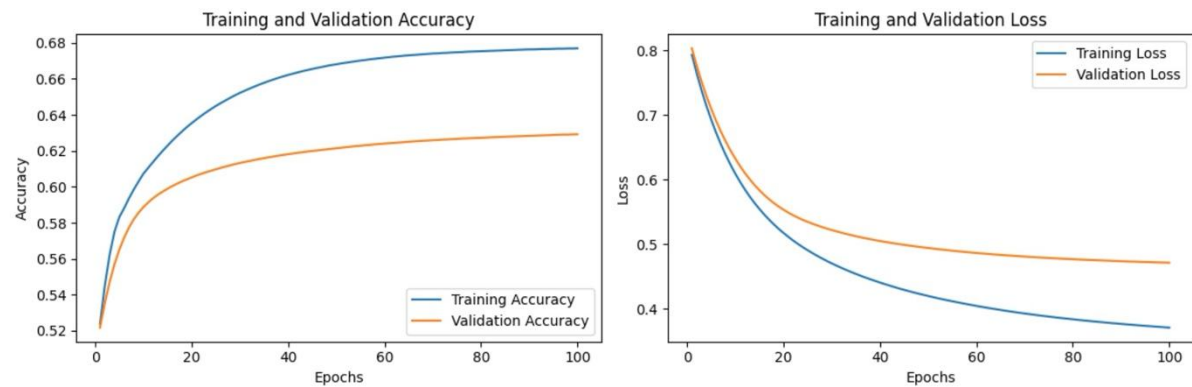 Training and Validation Accuracy
Accuracy
0.68
0.66
0.64
0.62
0.60
0.58
0.56
0.54
0.52
Training Accuracy
Validation Accuracy
0 20 40 60 80 100
Epochs
Training and Validation Loss
Loss
0.8
0.7
0.6
0.5
0.4
Training Loss
Validation Loss
0 20 40 60 80 100
Epochs